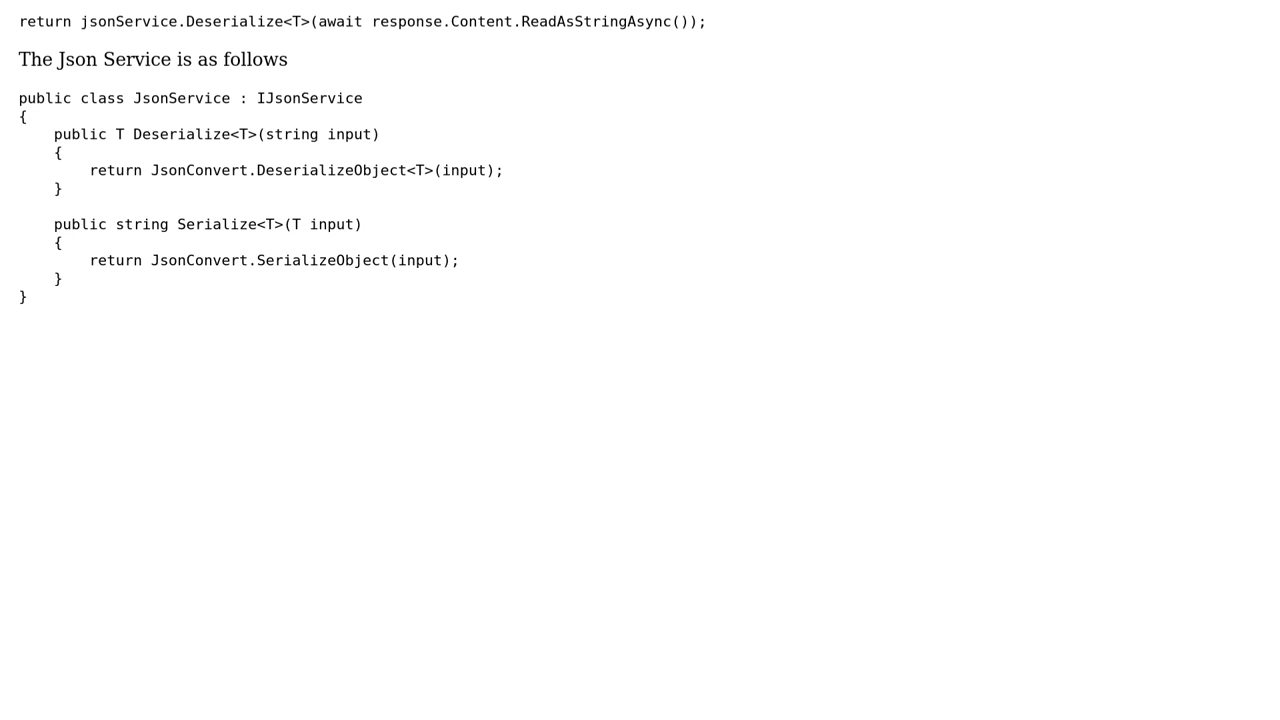 return jsonService.Deserialize<T>(await response.Content.ReadAsStringAsync());
The Json Service is as follows
public class JsonService : IJsonService
{
    public T Deserialize<T>(string input)
    {
        return JsonConvert.DeserializeObject<T>(input);
    }

    public string Serialize<T>(T input)
    {
        return JsonConvert.SerializeObject(input);
    }
}